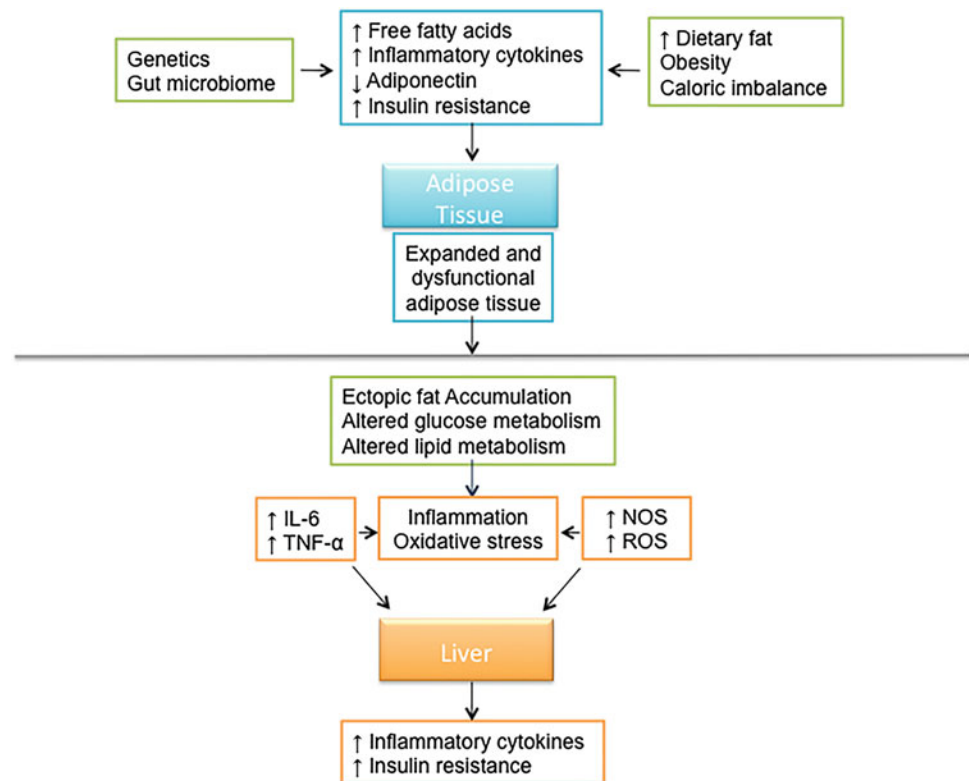 Genetics
Gut microbiome
↑ Free fatty acids
↑ Inflammatory cytokines
↓ Adiponectin
↑ Insulin resistance
↑ Dietary fat
Obesity
Caloric imbalance
Adipose
Tissue
Expanded and
dysfunctional
adipose tissue
Ectopic fat Accumulation
Altered glucose metabolism
Altered lipid metabolism
↑ IL-6
↑ TNF-α
Inflammation
Oxidative stress
↑ NOS
↑ ROS
Liver
↑ Inflammatory cytokines
↑ Insulin resistance